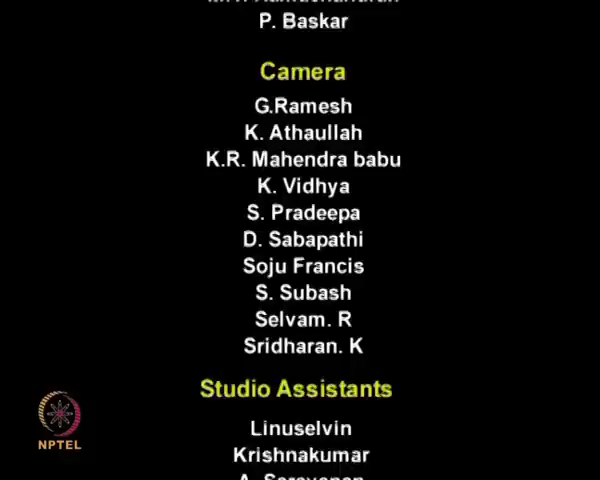 P. Baskar
Camera
G.Ramesh
K. Athaullah
K.R. Mahendra babu
K. Vidhya
S. Pradeepa
D. Sabapathi
Soju Francis
S. Subash
Selvam. R
Sridharan. K
Studio Assistants
Linuselvin
Krishnakumar
NPTEL